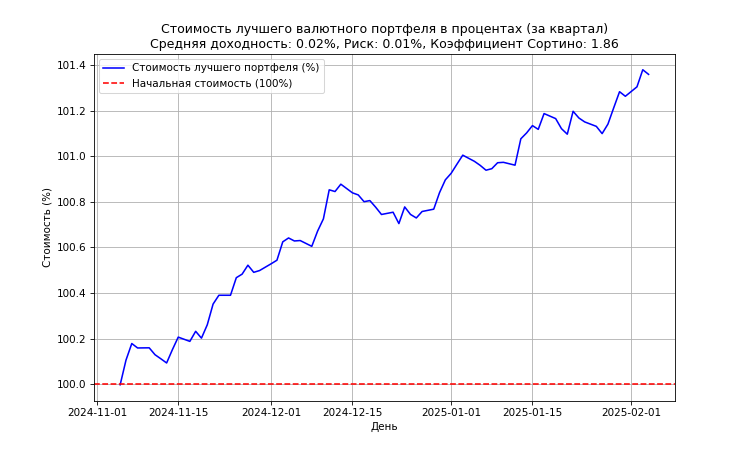 Стоимость лучшего валютного портфеля в процентах (за квартал)
Средняя доходность: 0.02%, Риск: 0.01%, Коэффициент Сортино: 1.86
Стоимость лучшего портфеля (%)
Начальная стоимость (100%)
Стоимость (%)
101.4
101.2
101.0
100.8
100.6
100.4
100.2
100.0
2024-11-01 2024-11-15 2024-12-01 2024-12-15 2025-01-01 2025-01-15 2025-02-01
День